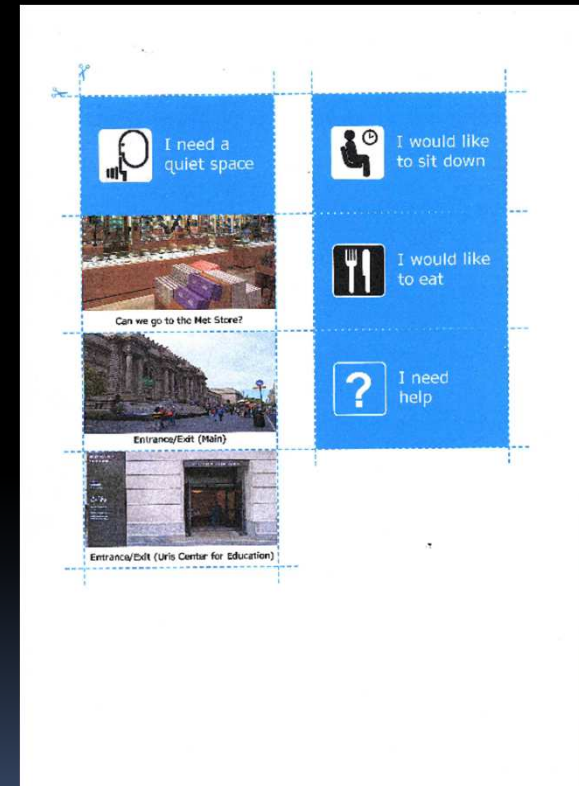 I need a
quiet space
Can we go to the Met Store?
Entrance/Exit (Main)
Entrance/Exit (Uris Center for Education)
I would like
to sit down
I would like
to eat
?
I need
help